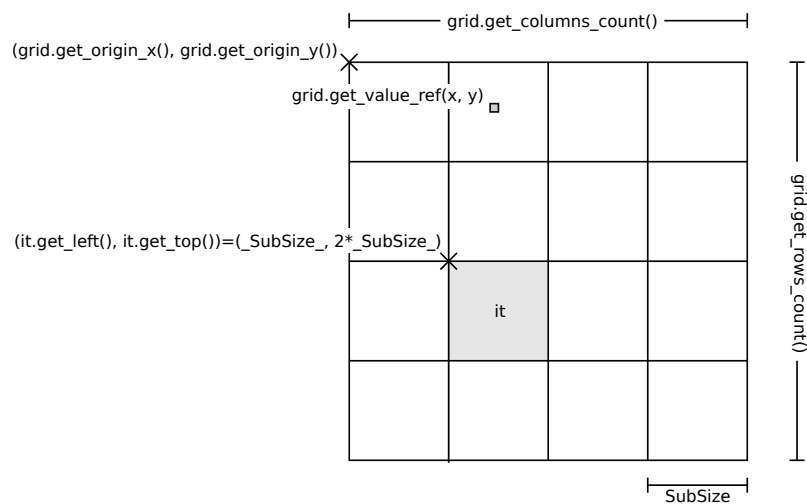 grid.get_columns_count()
(grid.get_origin_x(), grid.get_origin_y())
grid.get_value_ref(x, y)
grid.get_rows_count()
(it.get_left(), it.get_top())=(_SubSize_, 2*_SubSize_)
it
SubSize